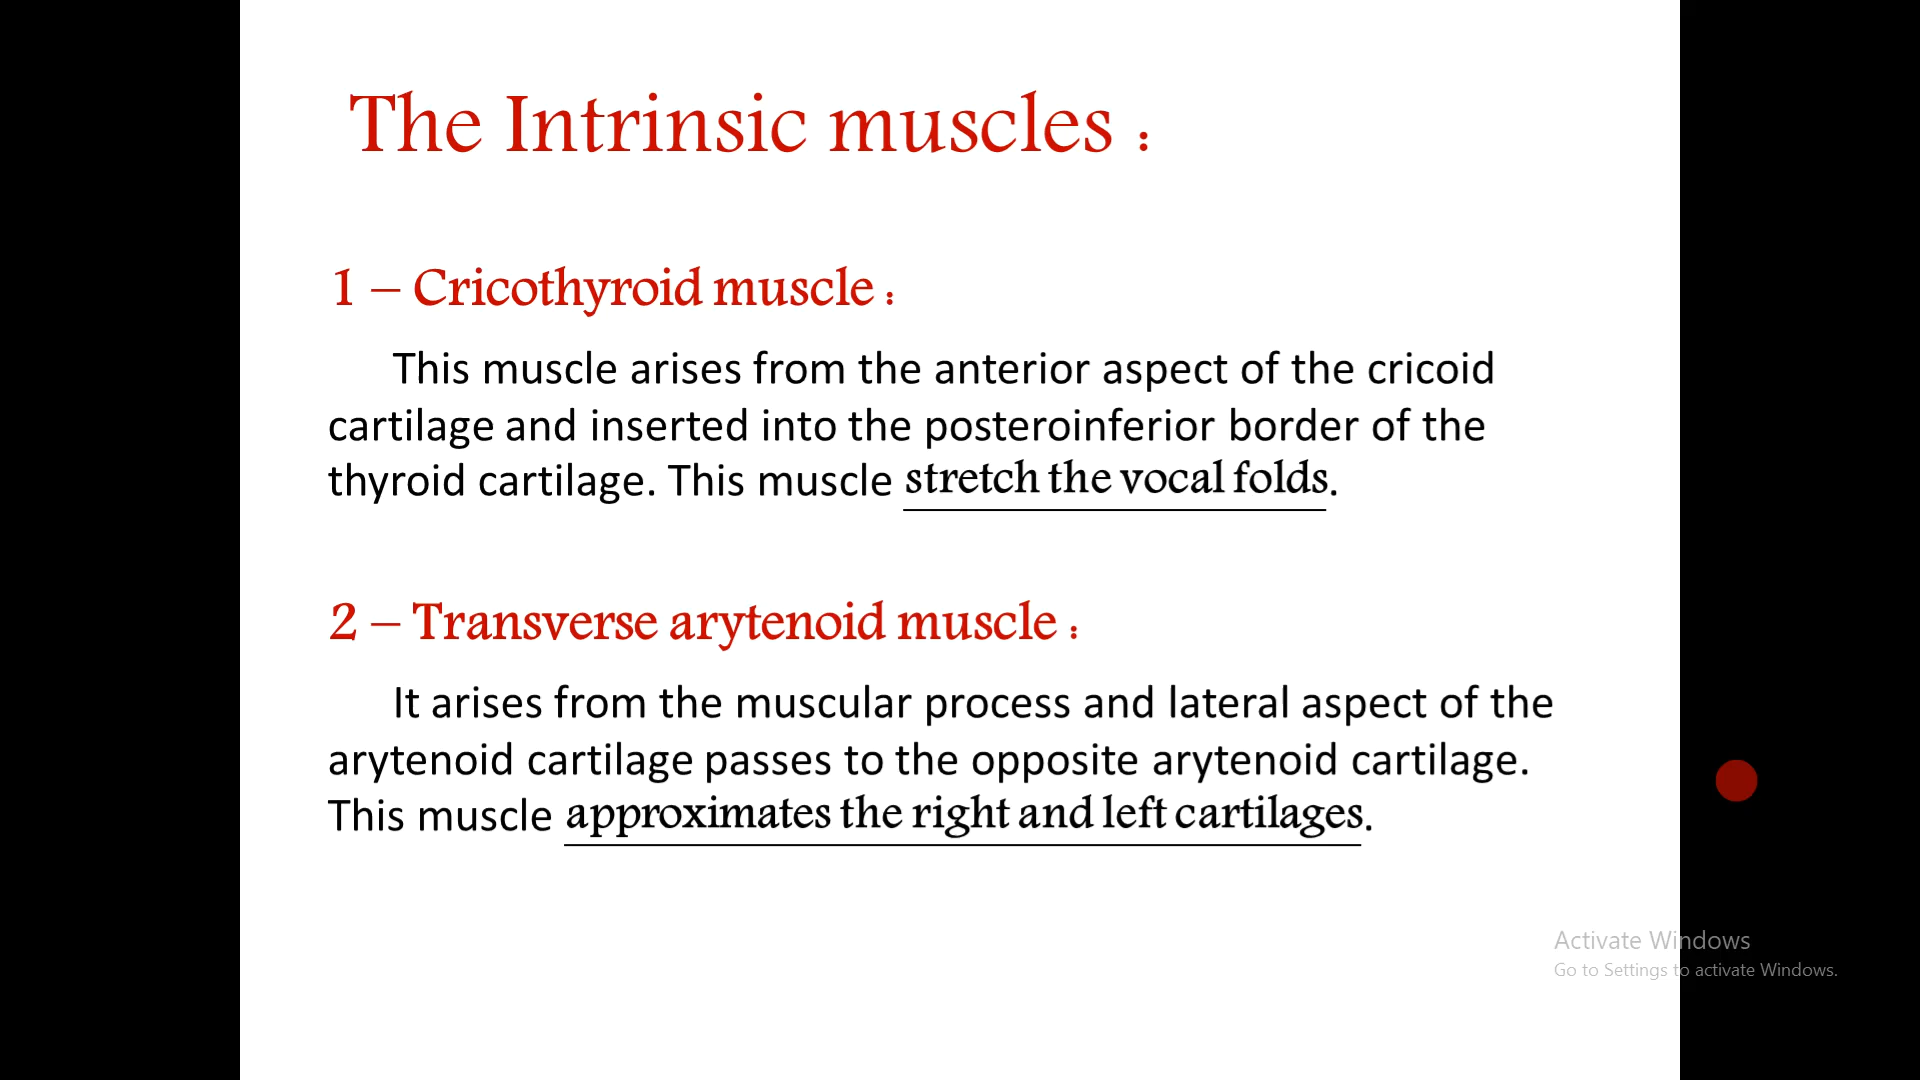 The Intrinsic muscles :
1 – Cricothyroid muscle :
This muscle arises from the anterior aspect of the cricoid
cartilage and inserted into the posteroinferior border of the
thyroid cartilage. This muscle stretch the vocal folds.
2 – Transverse arytenoid muscle :
It arises from the muscular process and lateral aspect of the
arytenoid cartilage passes to the opposite arytenoid cartilage.
This muscle approximates the right and left cartilages.
Activate Windows
Go to Settings to activate Windows.